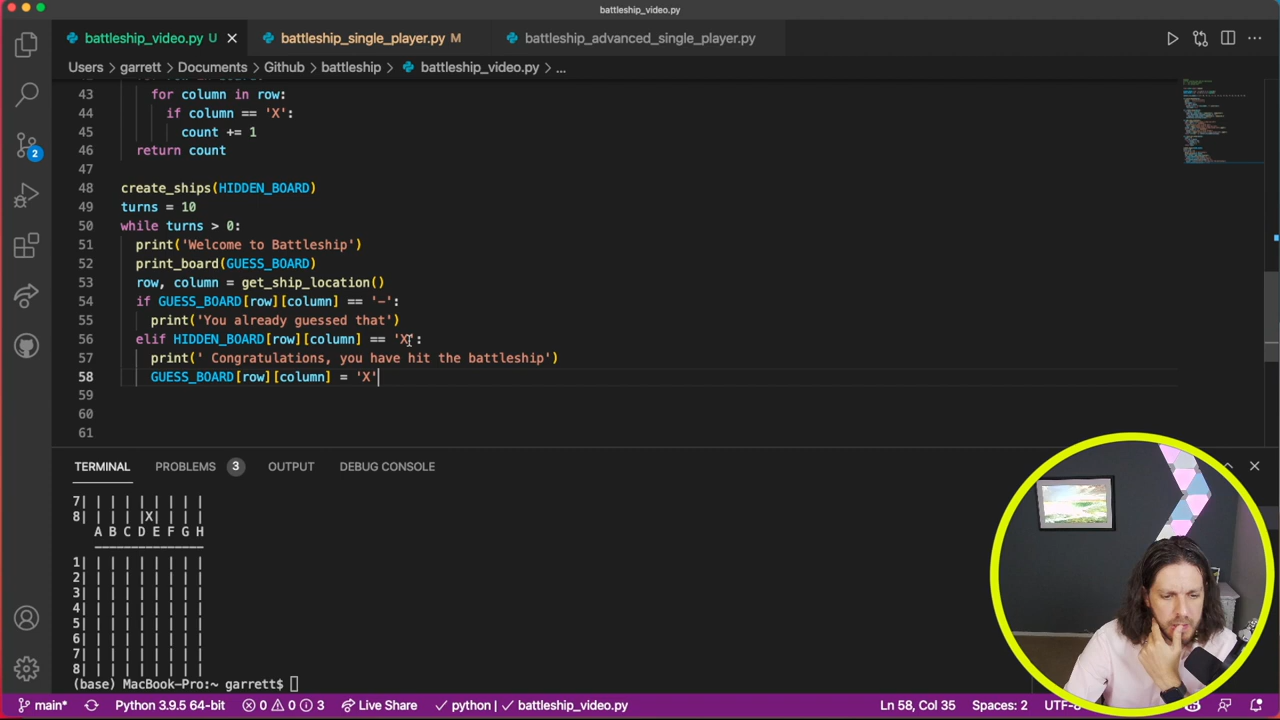 battleship_video.py
battleship_video.py U battleship_single_player.py M battleship_advanced_single_player.py
Users > garrett > Documents > Github > battleship > battleship_video.py > ...
43 for column in row:
44 if column == 'X':
45 count += 1
46 return count
47
48 create_ships(HIDDEN_BOARD)
49 turns = 10
50 while turns > 0:
51 print('Welcome to Battleship')
52 print_board(GUESS_BOARD)
53 row, column = get_ship_location()
54 if GUESS_BOARD[row][column] == '-':
55 print('You already guessed that')
56 elif HIDDEN_BOARD[row][column] == 'X':
57 print(' Congratulations, you have hit the battleship')
58 GUESS_BOARD[row][column] = 'X'
59
60
61
TERMINAL PROBLEMS 3 OUTPUT DEBUG CONSOLE
7| | | | | | | |
8| | | |X| | | |
A B C D E F G H
---------------
1| | | | | | | |
2| | | | | | | |
3| | | | | | | |
4| | | | | | | |
5| | | | | | | |
6| | | | | | | |
7| | | | | | | |
8| | | | | | | |
(base) MacBook-Pro:~ garrett$
2
main* Python 3.9.5 64-bit 0 0 3 Live Share python | battleship_video.py Ln 58, Col 35 Spaces: 2